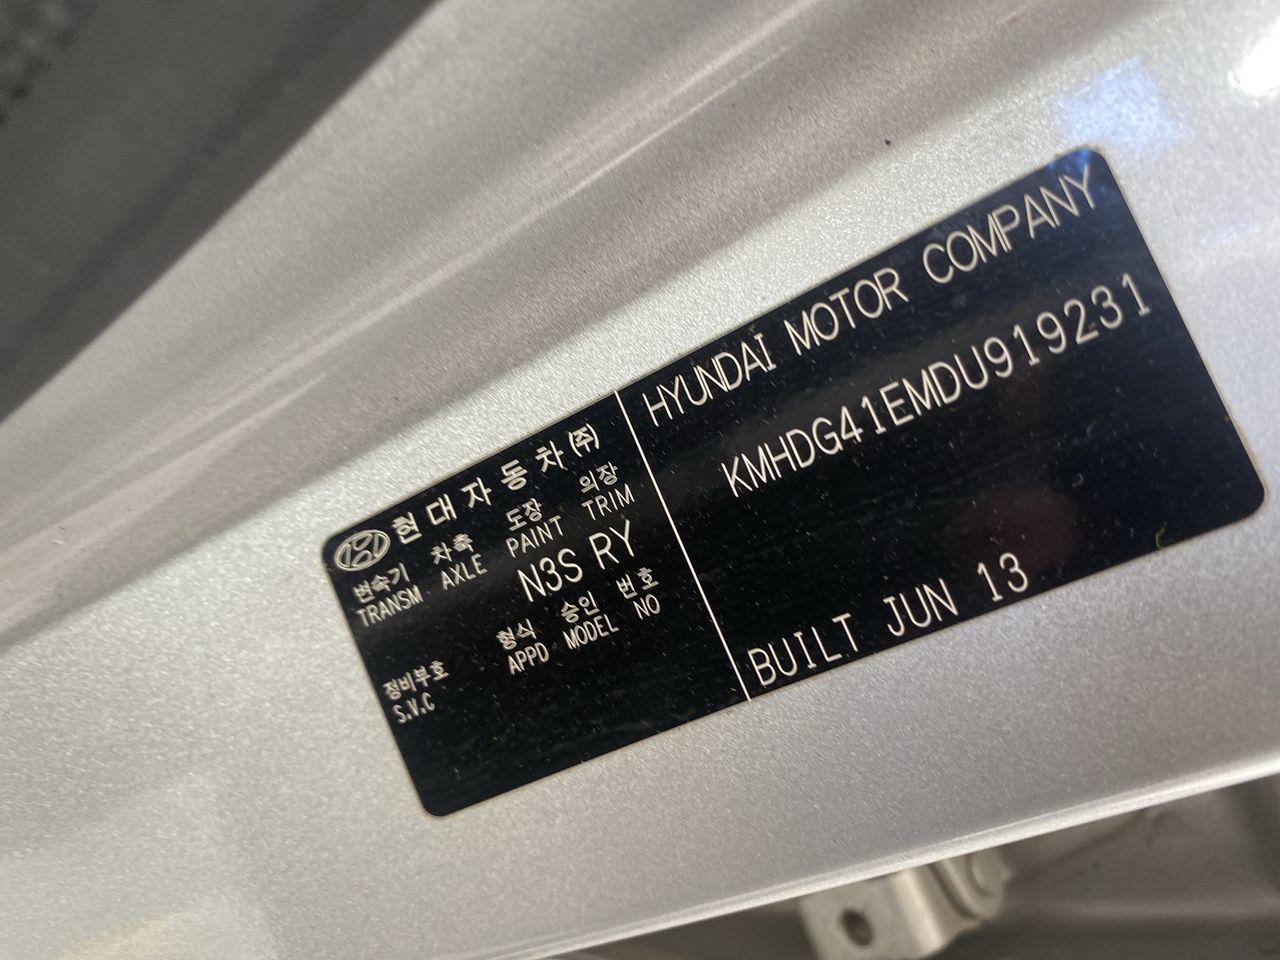 현대자동차(주)
변속기 차축 도장 의장
TRANSM AXLE PAINT TRIM
N3S RY
형식 승인 번호
APPD MODEL NO
정비부호
S.V.C
HYUNDAI MOTOR COMPANY
KMHDG41EMDU919231
BUILT JUN 13